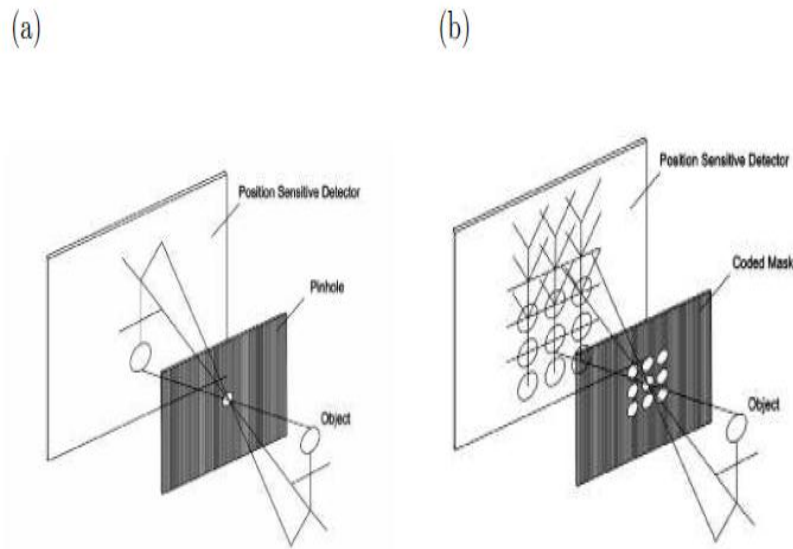 (a)
(b)
Position Sensitive Detector
Pinhole
Object
Position Sensitive Detector
Coded Mask
Object